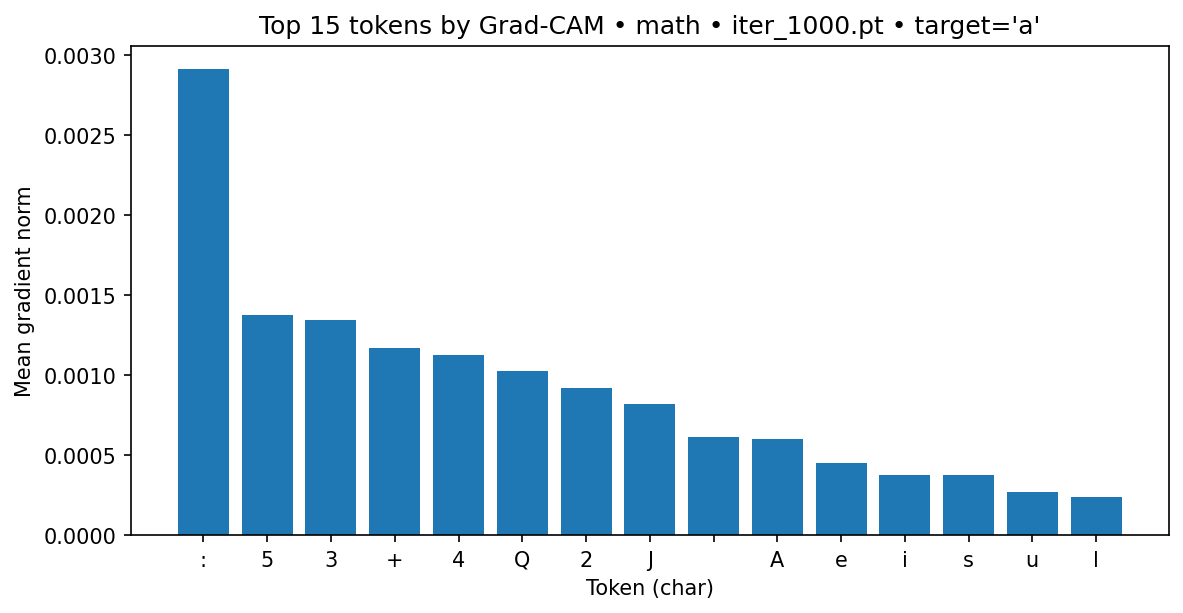 Top 15 tokens by Grad-CAM • math • iter_1000.pt • target='a'
Mean gradient norm
0.0030
0.0025
0.0020
0.0015
0.0010
0.0005
0.0000
: 5 3 + 4 Q 2 J A e i s u l
Token (char)